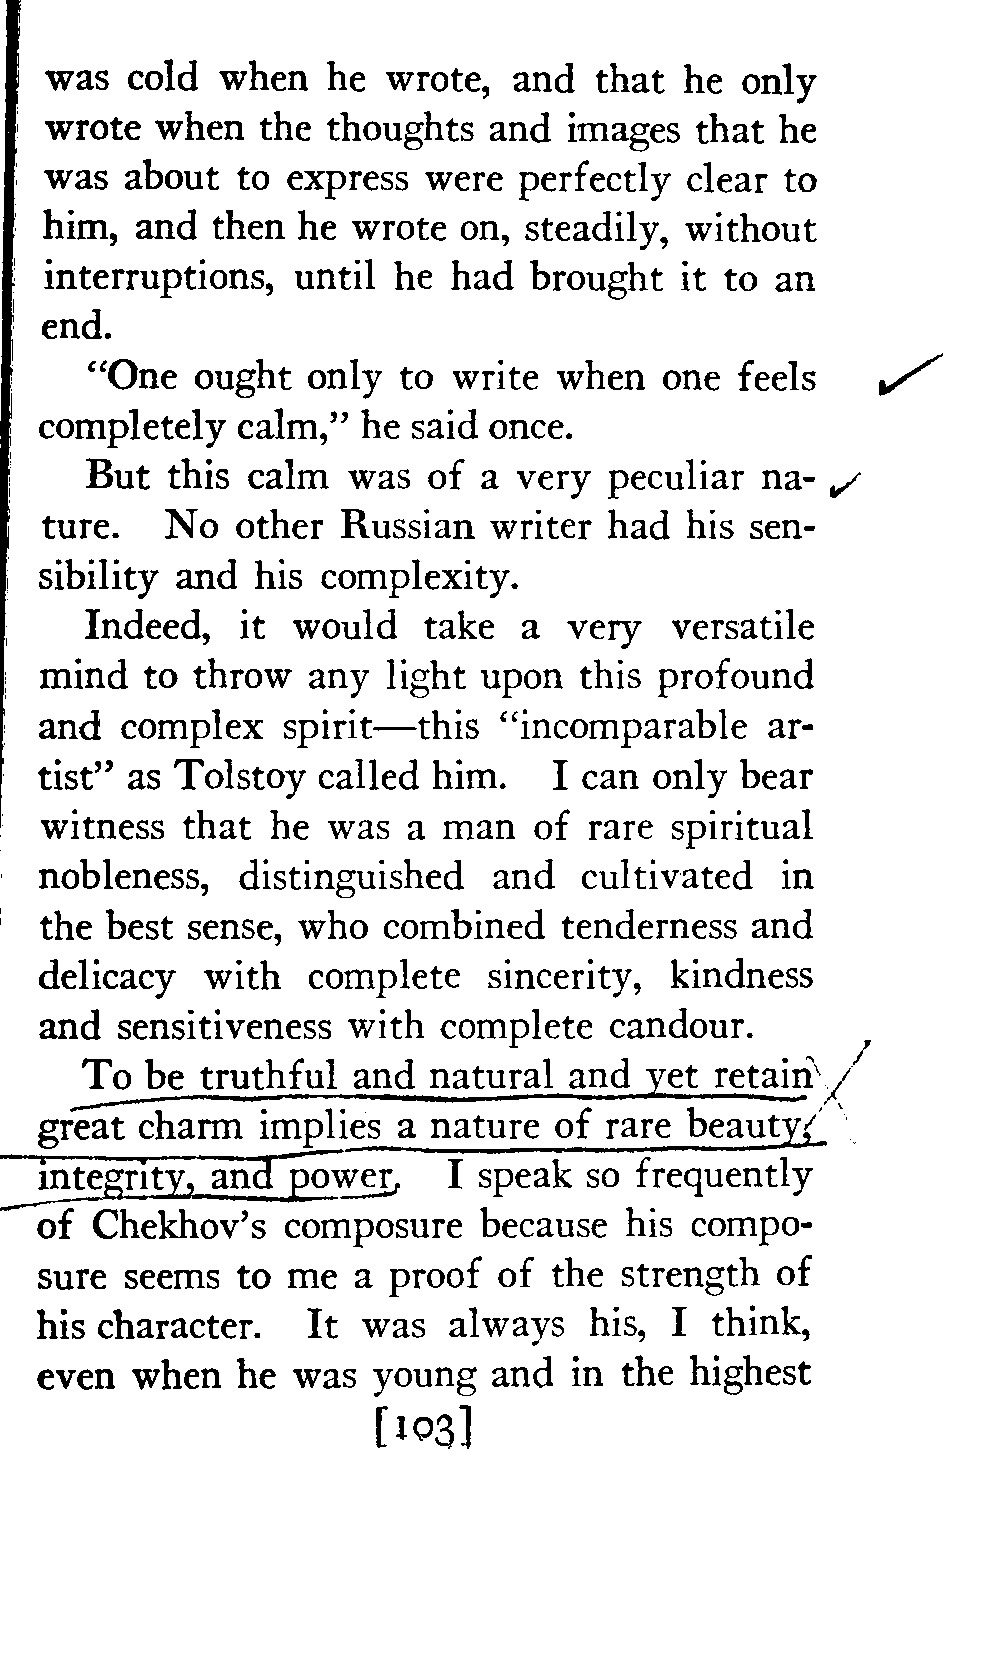 was cold when he wrote, and that he only
wrote when the thoughts and images that he
was about to express were perfectly clear to
him, and then he wrote on, steadily, without
interruptions, until he had brought it to an
end.
“One ought only to write when one feels
completely calm,” he said once.
But this calm was of a very peculiar na-
ture. No other Russian writer had his sen-
sibility and his complexity.
Indeed, it would take a very versatile
mind to throw any light upon this profound
and complex spirit—this “incomparable ar-
tist” as Tolstoy called him. I can only bear
witness that he was a man of rare spiritual
nobleness, distinguished and cultivated in
the best sense, who combined tenderness and
delicacy with complete sincerity, kindness
and sensitiveness with complete candour.
To be truthful and natural and yet retain
great charm implies a nature of rare beauty,
integrity, and power. I speak so frequently
of Chekhov’s composure because his compo-
sure seems to me a proof of the strength of
his character. It was always his, I think,
even when he was young and in the highest
[103]